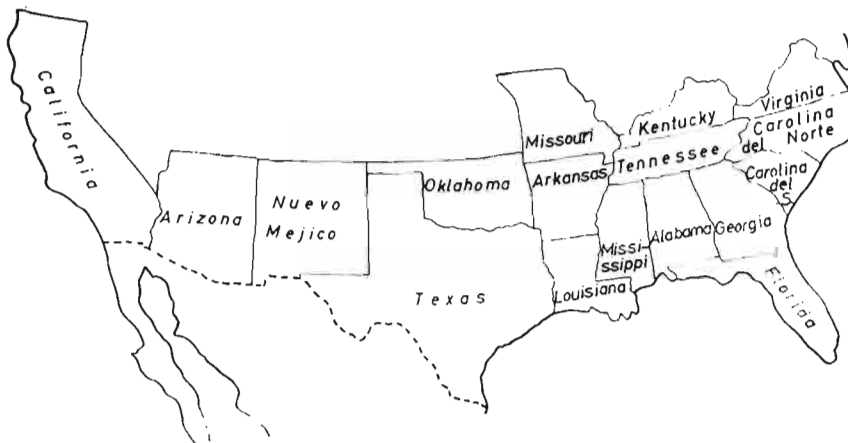 California
Arizona
Nuevo
Mejico
Texas
Oklahoma
Missouri
Arkansas
Louisiana
Missi-
ssippi
Kentucky
Tennessee
Alabama
Georgia
Florida
Virginia
Carolina
del Norte
Carolina
del
S.